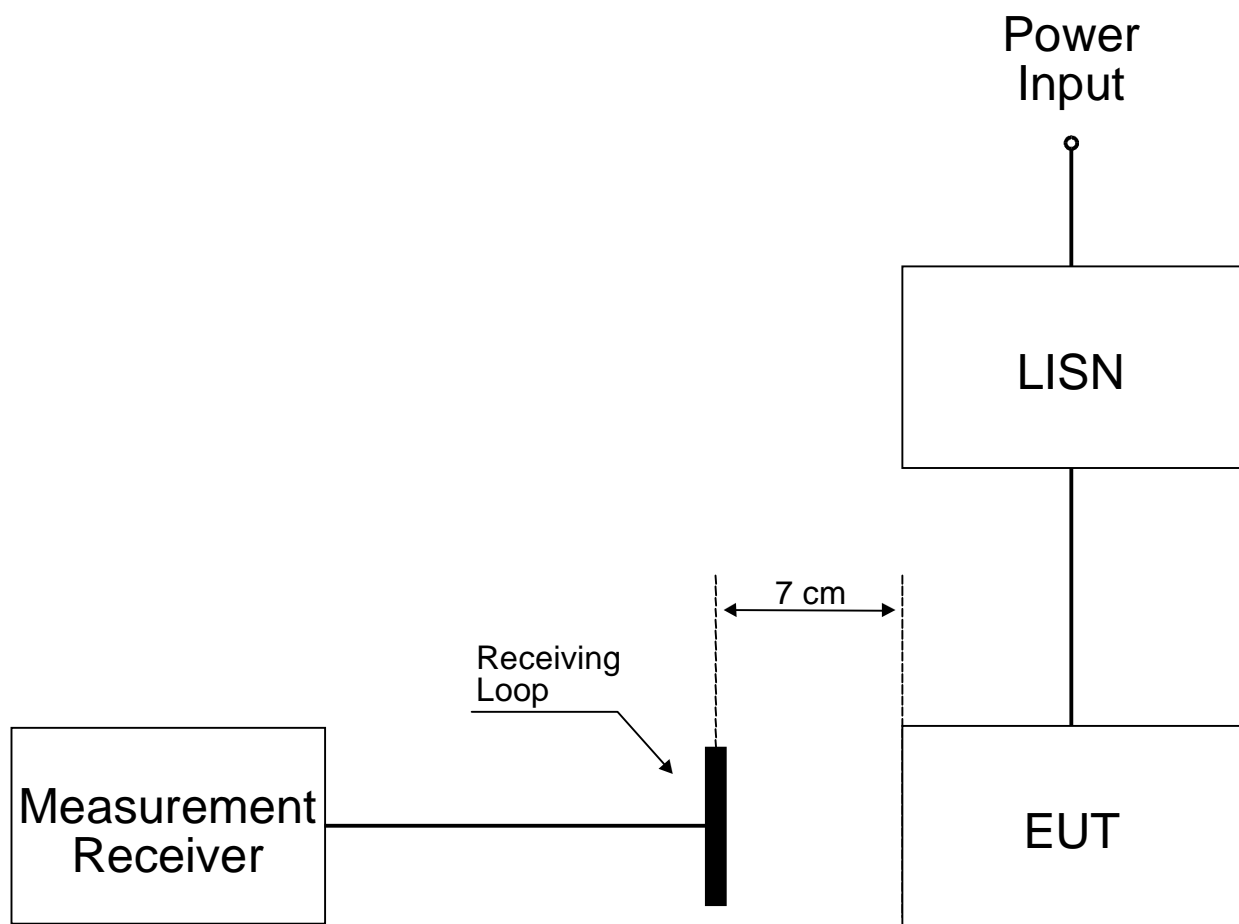 Power
Input
LISN
7 cm
Receiving
Loop
Measurement
Receiver
EUT